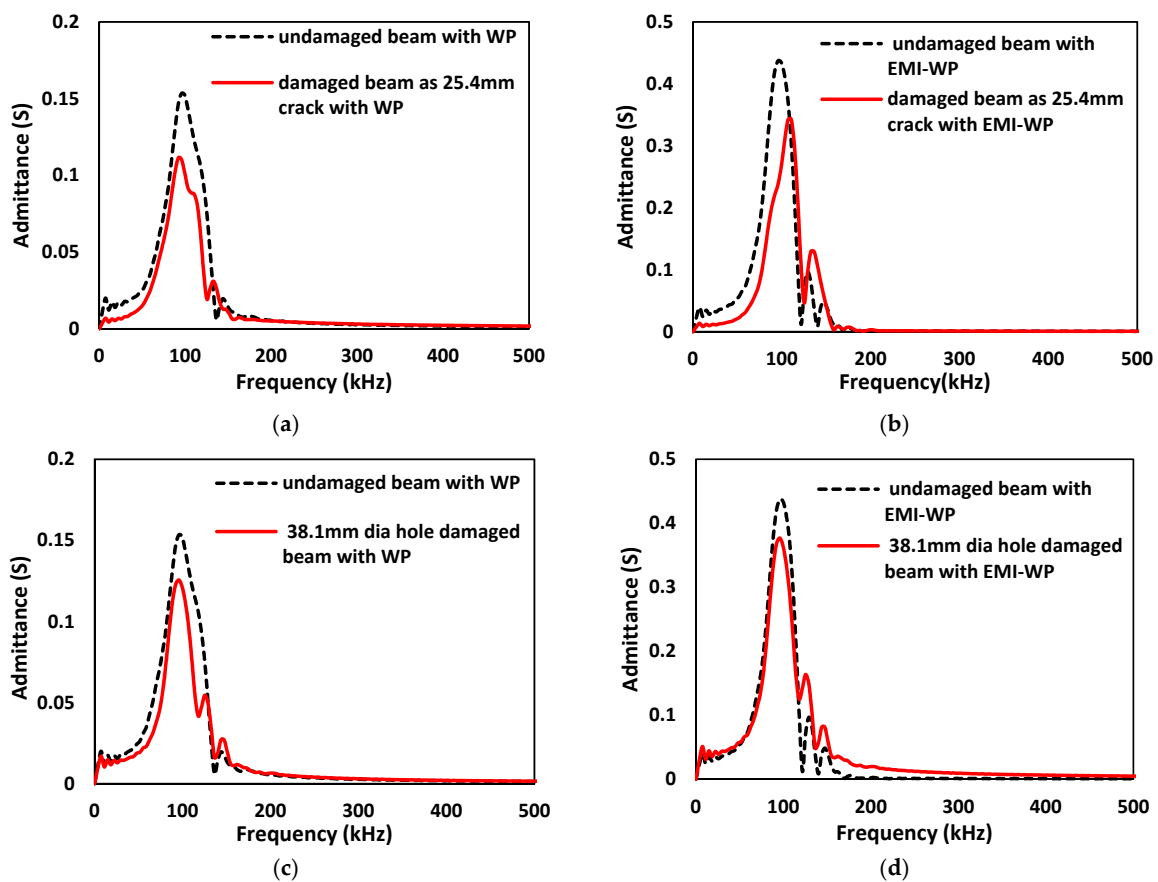 0.2
0.15
0.1
0.05
0
Admittance (S)
undamaged beam with WP
damaged beam as 25.4mm
crack with WP
0 100 200 300 400 500
Frequency (kHz)
(a)
0.5
0.4
0.3
0.2
0.1
0
Admittance (S)
undamaged beam with
EMI-WP
damaged beam as 25.4mm
crack with EMI-WP
0 100 200 300 400 500
Frequency(kHz)
(b)
0.2
0.15
0.1
0.05
0
Admittance (S)
undamaged beam with WP
38.1mm dia hole damaged
beam with WP
0 100 200 300 400 500
Frequency (kHz)
(c)
0.5
0.4
0.3
0.2
0.1
0
Admittance (S)
undamaged beam with
EMI-WP
38.1mm dia hole damaged
beam with EMI-WP
0 100 200 300 400 500
Frequency (kHz)
(d)